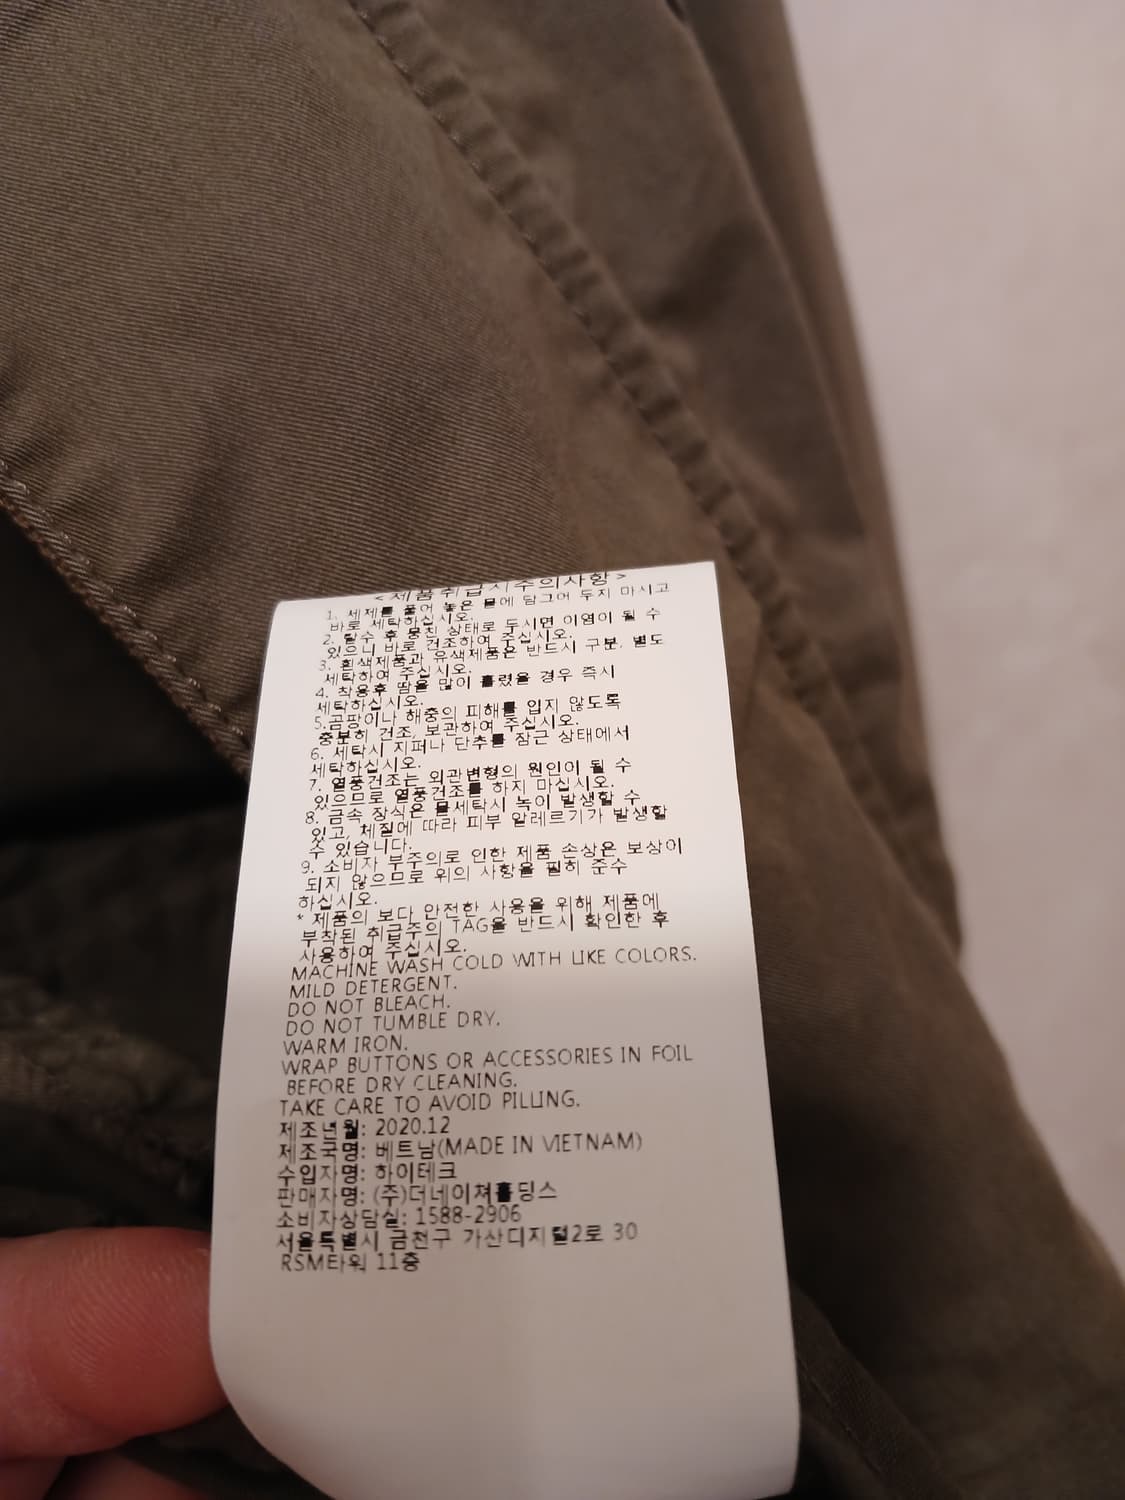 <제품취급시주의사항>
1. 세제를 풀어 놓은 물에 담그어 두지 마시고
바로 세탁하십시오.
2. 탈수 후 뭉친 상태로 두시면 이염이 될 수
있으니 바로 건조하여 주십시오.
3. 흰색제품과 유색제품은 반드시 구분, 별도
세탁하여 주십시오.
4. 착용후 땀을 많이 흘렸을 경우 즉시
세탁하십시오.
5.곰팡이나 해충의 피해를 입지 않도록
충분히 건조, 보관하여 주십시오.
6. 세탁시 지퍼나 단추를 잠근 상태에서
세탁하십시오.
7. 열풍건조는 외관변형의 원인이 될 수
있으므로 열풍건조를 하지 마십시오.
8. 금속 장식은 물세탁시 녹이 발생할 수
있고, 체질에 따라 피부 알레르기가 발생할
수 있습니다.
9. 소비자 부주의로 인한 제품 손상은 보상이
되지 않으므로 위의 사항을 필히 준수
하십시오.
* 제품의 보다 안전한 사용을 위해 제품에
부착된 취급주의 TAG을 반드시 확인한 후
사용하여 주십시오.
MACHINE WASH COLD WITH LIKE COLORS.
MILD DETERGENT.
DO NOT BLEACH.
DO NOT TUMBLE DRY.
WARM IRON.
WRAP BUTTONS OR ACCESSORIES IN FOIL
BEFORE DRY CLEANING.
TAKE CARE TO AVOID PILLING.
제조년월: 2020.12
제조국명: 베트남(MADE IN VIETNAM)
수입자명: 하이테크
판매자명: (주)더네이쳐홀딩스
소비자상담실: 1588-2906
서울특별시 금천구 가산디지털2로 30
RSM타워 11층